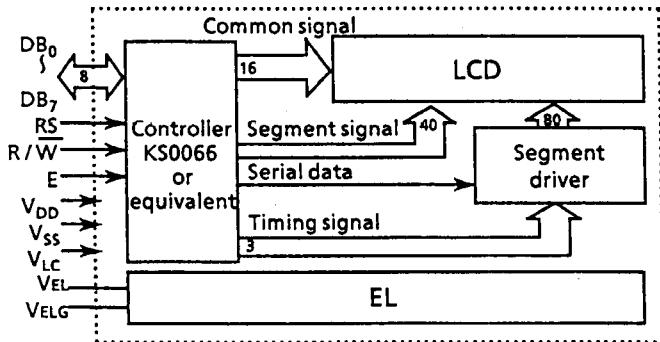 Common signal
DB0
8
16
LCD
DB7
RS
Controller
KS0066
or
equivalent
Segment signal
40
80
R / W̅
Segment
driver
E
Serial data
VDD
Timing signal
VSS
3
VLC
VEL
EL
VELG